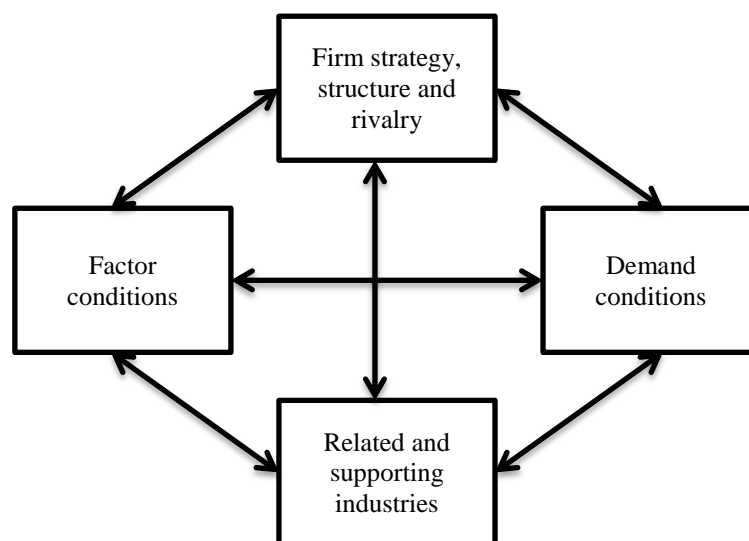 Firm strategy,
structure and
rivalry
Factor
conditions
Demand
conditions
Related and
supporting
industries